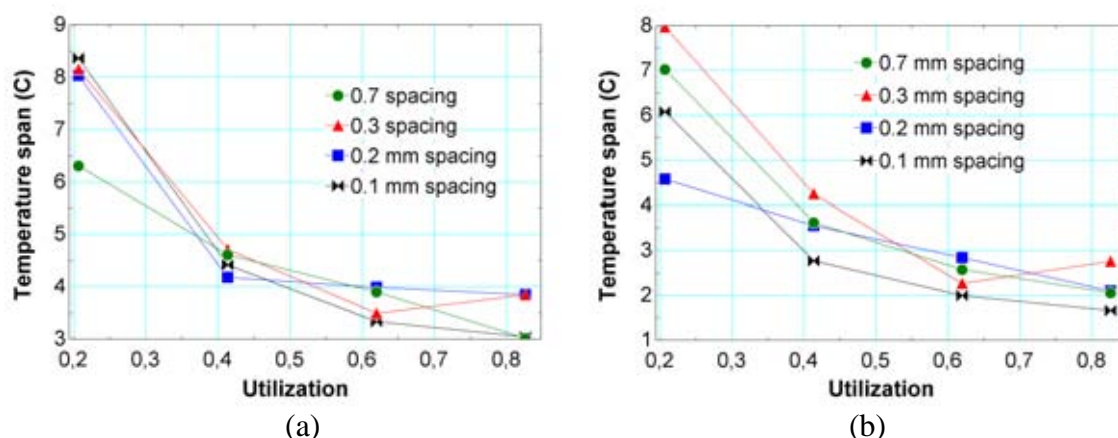 9
8
7
6
5
4
3
0,2 0,3 0,4 0,5 0,6 0,7 0,8
Temperature span (C)
Utilization
0.7 spacing
0.3 spacing
0.2 mm spacing
0.1 mm spacing
(a)
8
7
6
5
4
3
2
1
0,2 0,3 0,4 0,5 0,6 0,7 0,8
Temperature span (C)
Utilization
0.7 mm spacing
0.3 mm spacing
0.2 mm spacing
0.1 mm spacing
(b)